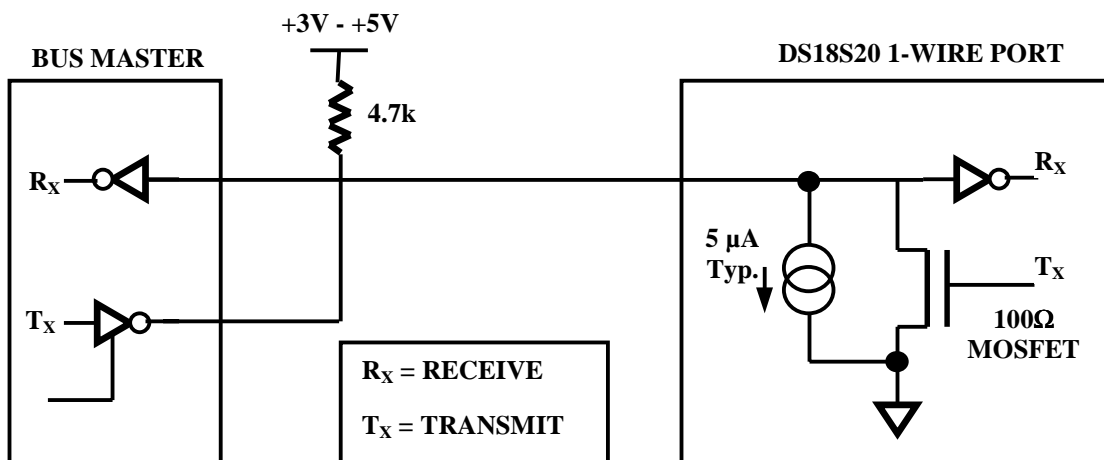 +3V - +5V
BUS MASTER
DS18S20 1-WIRE PORT
4.7k
RX
RX
5 µA
Typ.
TX
TX
100Ω
MOSFET
RX = RECEIVE
TX = TRANSMIT